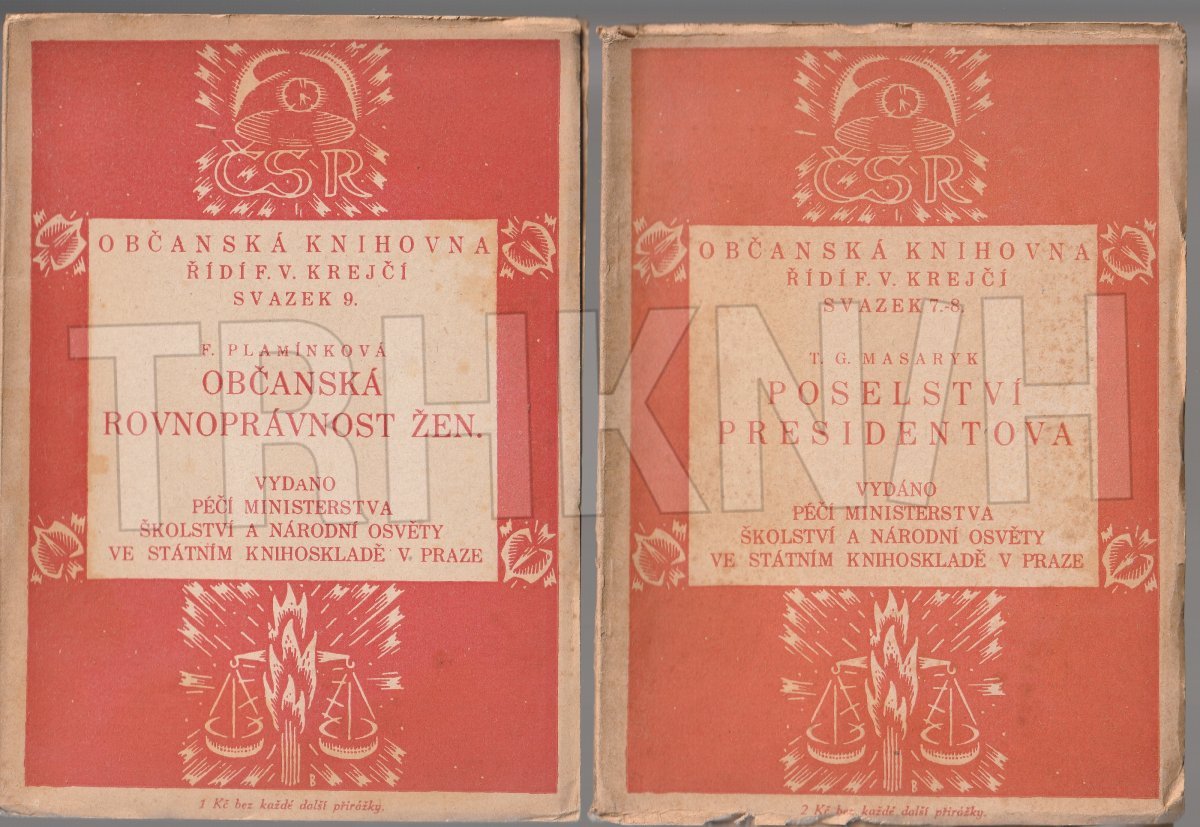 ČSR
OBČANSKÁ KNIHOVNA
ŘÍDÍ F. V. KREJČÍ
SVAZEK 9.
F. PLAMÍNKOVÁ
OBČANSKÁ
ROVNOPRÁVNOST ŽEN.
VYDANO
PÉČÍ MINISTERSTVA
ŠKOLSTVÍ A NÁRODNÍ OSVĚTY
VE STÁTNÍM KNIHOSKLADĚ V PRAZE
B
1 Kč bez každé další přirážky.
ČSR
OBČANSKÁ KNIHOVNA
ŘÍDÍ F. V. KREJČÍ
SVAZEK 7.-8.
T. G. MASARYK
POSELSTVÍ
PRESIDENTOVA
VYDÁNO
PÉČÍ MINISTERSTVA
ŠKOLSTVÍ A NÁRODNÍ OSVĚTY
VE STÁTNÍM KNIHOSKLADĚ V PRAZE
B
2 Kč bez každé další přirážky.
TRHKNIH